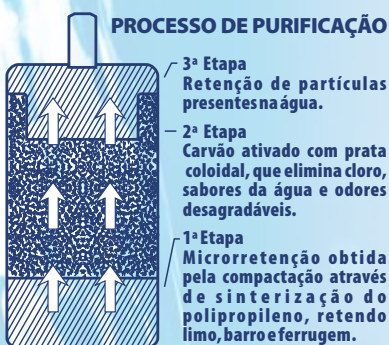 PROCESSO DE PURIFICAÇÃO
3ª Etapa
Retenção de partículas
presentes na água.
2ª Etapa
Carvão ativado com prata
coloidal, que elimina cloro,
sabores da água e odores
desagradáveis.
1ª Etapa
Microrretenção obtida
pela compactação através
de sinterização do
polipropileno, retendo
limo, barro e ferrugem.